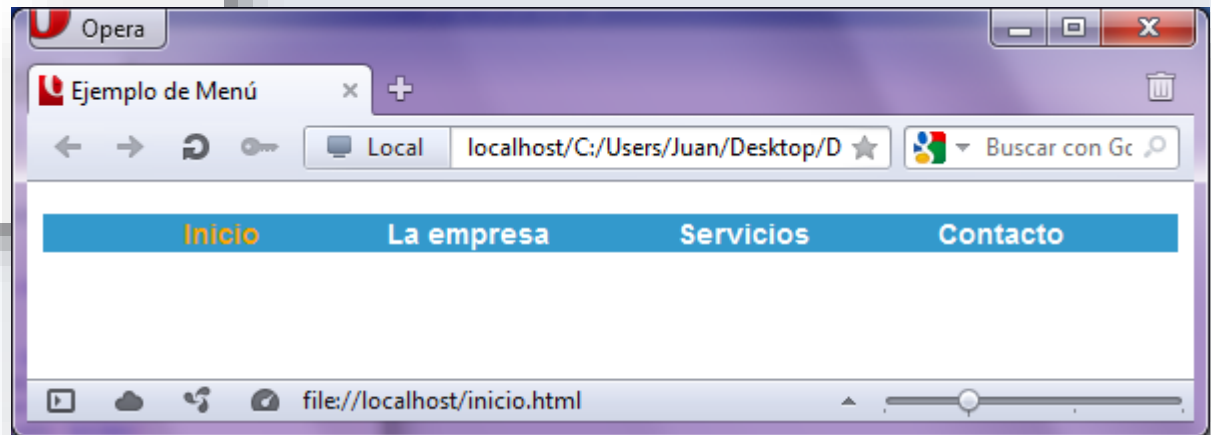 Opera
Ejemplo de Menú
Local localhost/C:/Users/Juan/Desktop/D Buscar con Gc
Inicio La empresa Servicios Contacto
file://localhost/inicio.html